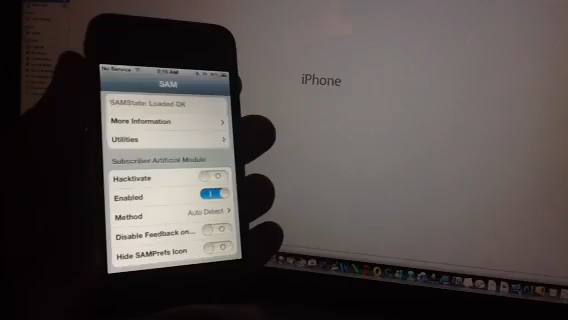 No Service
2:15 AM
SAM
SAMState: Loaded OK
More Information
Utilities
Subscriber Artificial Module
Hacktivate
Enabled
Method Auto Detect
Disable Feedback on...
Hide SAMPrefs Icon
iPhone